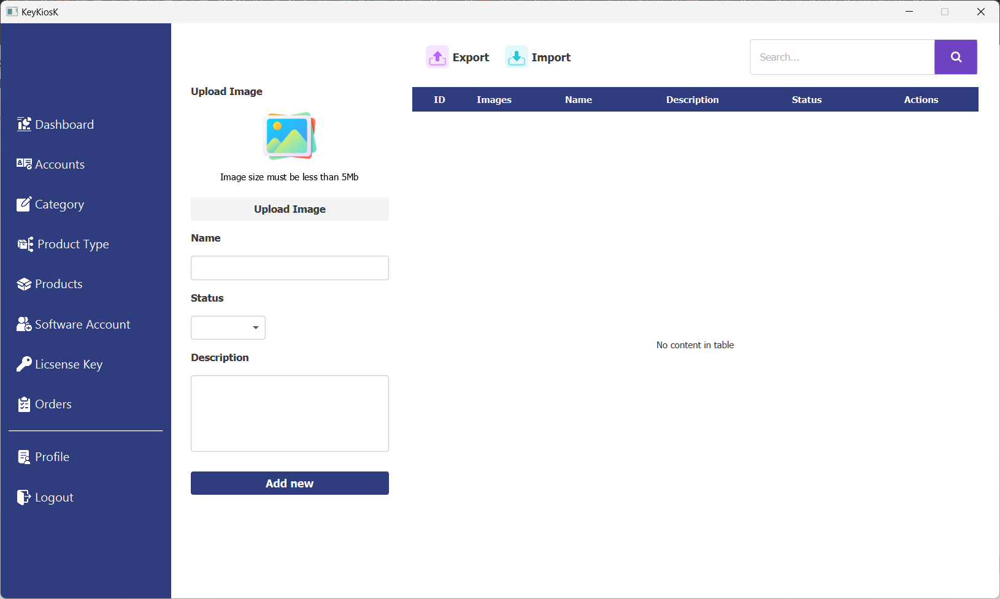 KeyKiosK
Dashboard
Accounts
Category
Product Type
Products
Software Account
Licsense Key
Orders
Profile
Logout
Upload Image
Image size must be less than 5Mb
Upload Image
Name
Status
Description
Add new
Export Import
Search...
ID Images Name Description Status Actions
No content in table